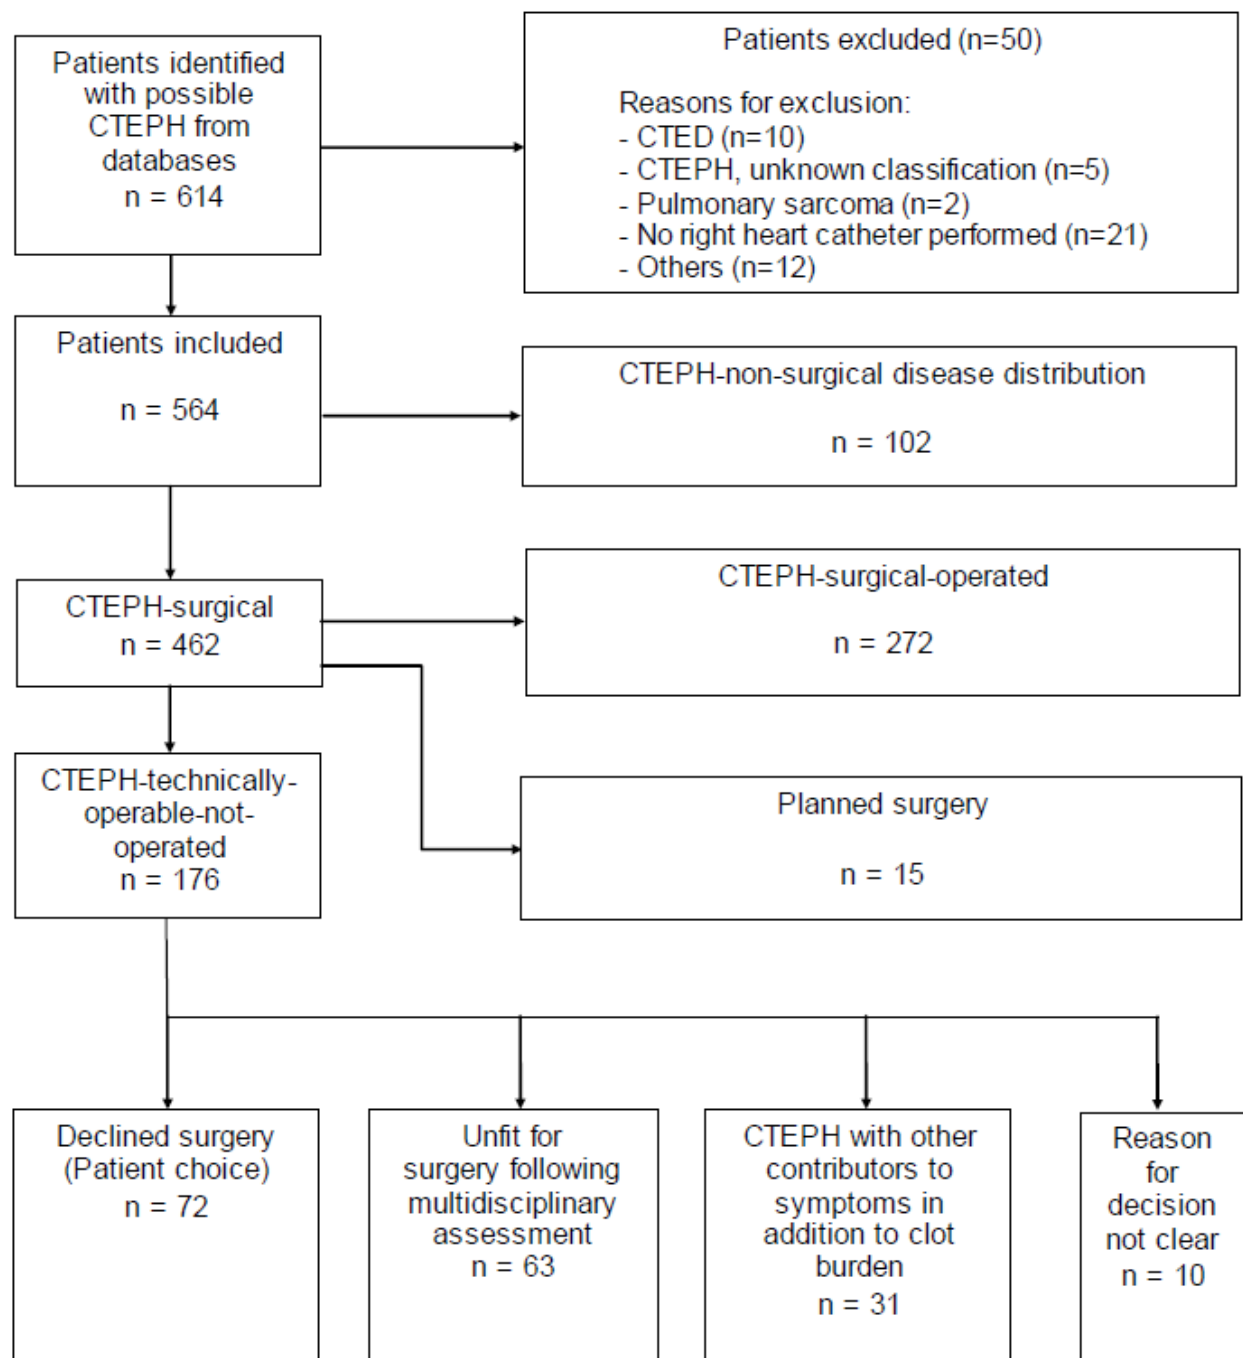 Patients identified
with possible
CTEPH from
databases
n = 614
Patients excluded (n=50)
Reasons for exclusion:
- CTED (n=10)
- CTEPH, unknown classification (n=5)
- Pulmonary sarcoma (n=2)
- No right heart catheter performed (n=21)
- Others (n=12)
Patients included
n = 564
CTEPH-non-surgical disease distribution
n = 102
CTEPH-surgical
n = 462
CTEPH-surgical-operated
n = 272
CTEPH-technically-
operable-not-
operated
n = 176
Planned surgery
n = 15
Declined surgery
(Patient choice)
n = 72
Unfit for
surgery following
multidisciplinary
assessment
n = 63
CTEPH with other
contributors to
symptoms in
addition to clot
burden
n = 31
Reason
for
decision
not clear
n = 10